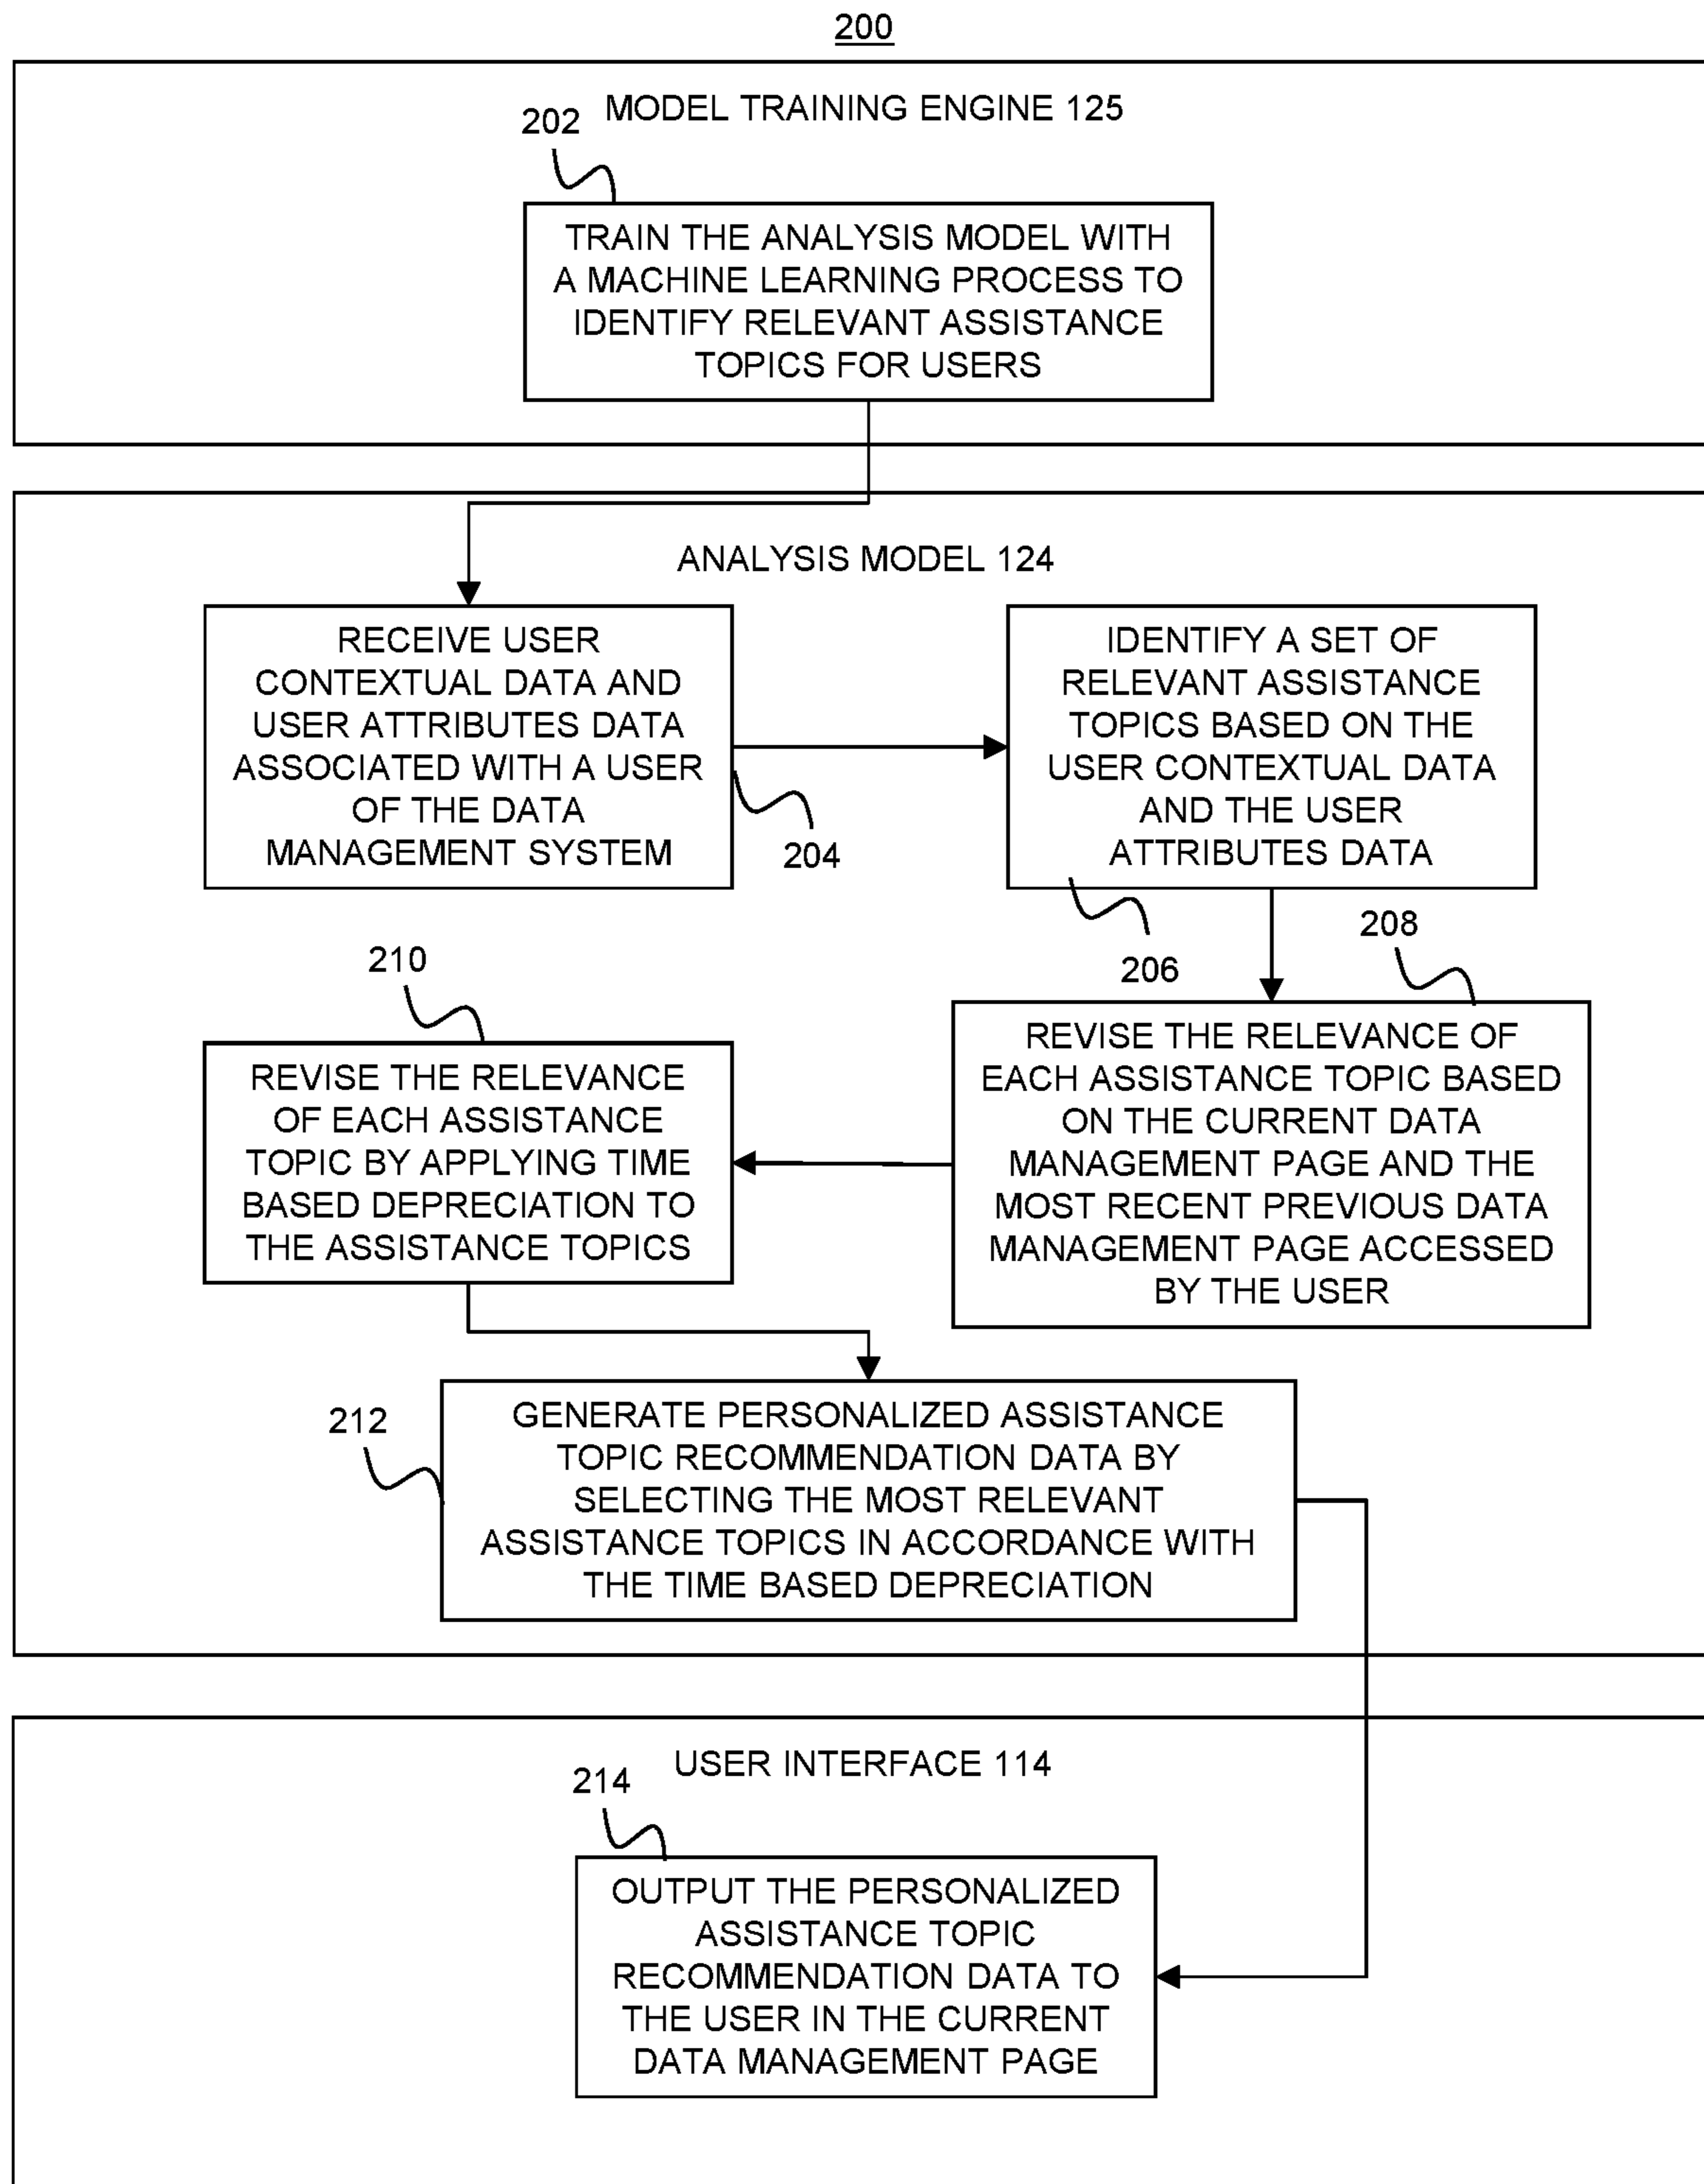 200
MODEL TRAINING ENGINE 125
202
TRAIN THE ANALYSIS MODEL WITH
A MACHINE LEARNING PROCESS TO
IDENTIFY RELEVANT ASSISTANCE
TOPICS FOR USERS
ANALYSIS MODEL 124
RECEIVE USER
CONTEXTUAL DATA AND
USER ATTRIBUTES DATA
ASSOCIATED WITH A USER
OF THE DATA
MANAGEMENT SYSTEM
204
IDENTIFY A SET OF
RELEVANT ASSISTANCE
TOPICS BASED ON THE
USER CONTEXTUAL DATA
AND THE USER
ATTRIBUTES DATA
206
208
REVISE THE RELEVANCE OF
EACH ASSISTANCE TOPIC BASED
ON THE CURRENT DATA
MANAGEMENT PAGE AND THE
MOST RECENT PREVIOUS DATA
MANAGEMENT PAGE ACCESSED
BY THE USER
210
REVISE THE RELEVANCE
OF EACH ASSISTANCE
TOPIC BY APPLYING TIME
BASED DEPRECIATION TO
THE ASSISTANCE TOPICS
212
GENERATE PERSONALIZED ASSISTANCE
TOPIC RECOMMENDATION DATA BY
SELECTING THE MOST RELEVANT
ASSISTANCE TOPICS IN ACCORDANCE WITH
THE TIME BASED DEPRECIATION
USER INTERFACE 114
214
OUTPUT THE PERSONALIZED
ASSISTANCE TOPIC
RECOMMENDATION DATA TO
THE USER IN THE CURRENT
DATA MANAGEMENT PAGE